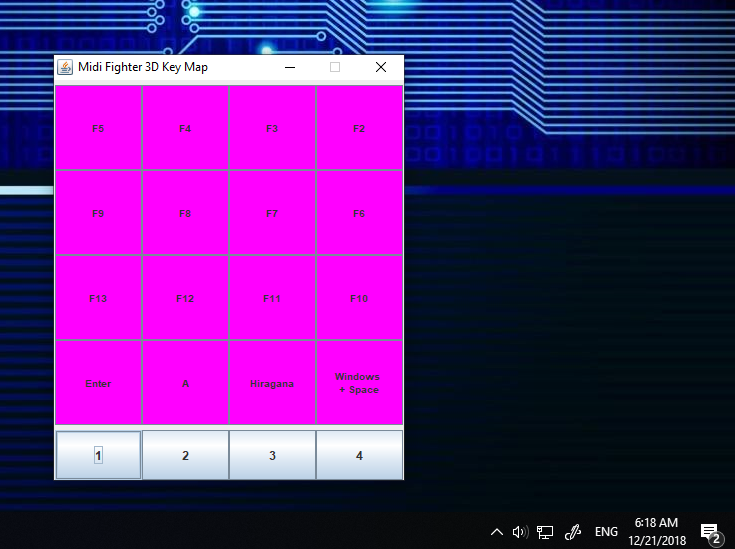 Midi Fighter 3D Key Map
F5 F4 F3 F2
F9 F8 F7 F6
F13 F12 F11 F10
Enter A Hiragana Windows
+ Space
1 2 3 4
ENG
6:18 AM
12/21/2018
2